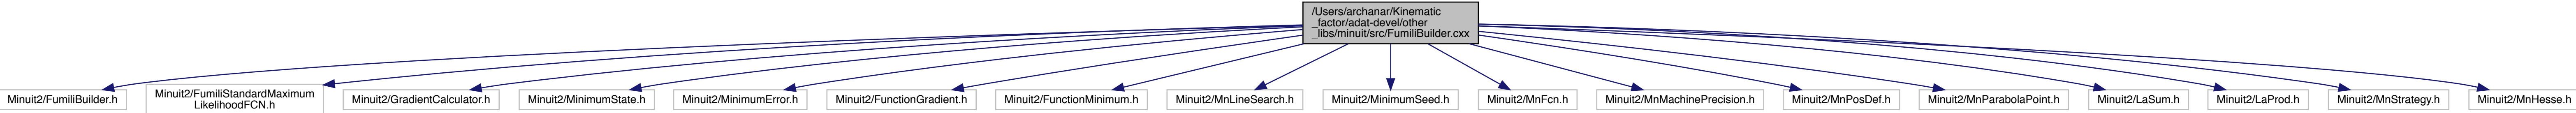 /Users/archanar/Kinematic
_factor/adat-devel/other
_libs/minuit/src/FumiliBuilder.cxx
Minuit2/FumiliBuilder.h
Minuit2/FumiliStandardMaximum
LikelihoodFCN.h
Minuit2/GradientCalculator.h
Minuit2/MinimumState.h
Minuit2/MinimumError.h
Minuit2/FunctionGradient.h
Minuit2/FunctionMinimum.h
Minuit2/MnLineSearch.h
Minuit2/MinimumSeed.h
Minuit2/MnFcn.h
Minuit2/MnMachinePrecision.h
Minuit2/MnPosDef.h
Minuit2/MnParabolaPoint.h
Minuit2/LaSum.h
Minuit2/LaProd.h
Minuit2/MnStrategy.h
Minuit2/MnHesse.h